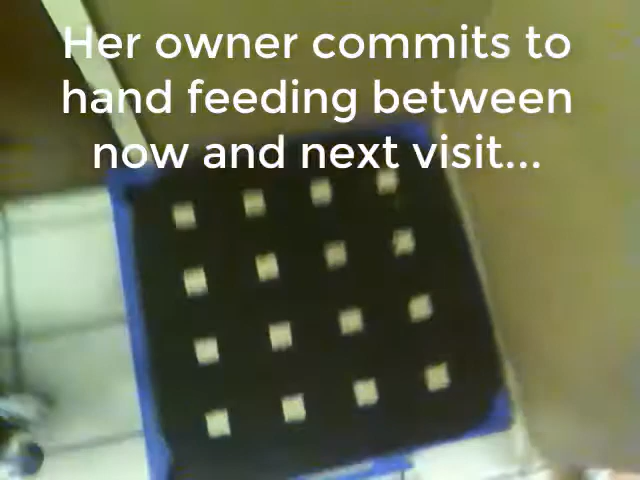 Her owner commits to
hand feeding between
now and next visit...